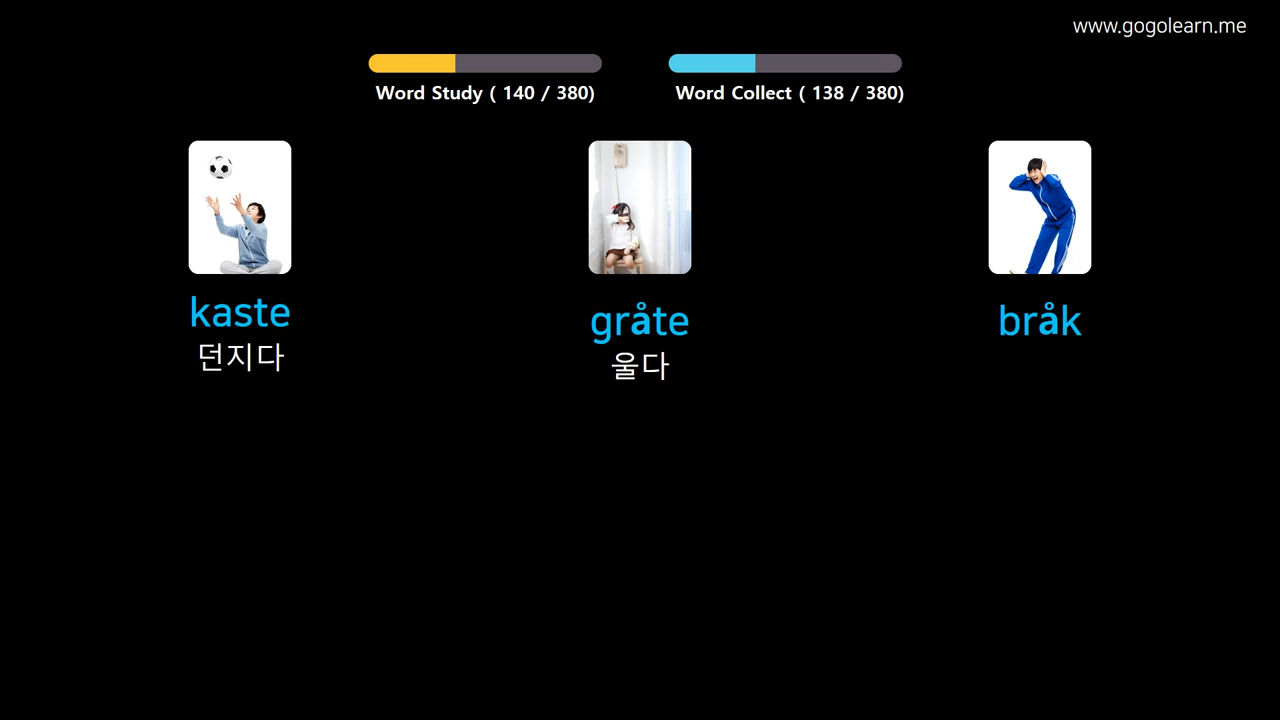 www.gogolearn.me
Word Study ( 140 / 380)
Word Collect ( 138 / 380)
kaste
던지다
gråte
울다
bråk